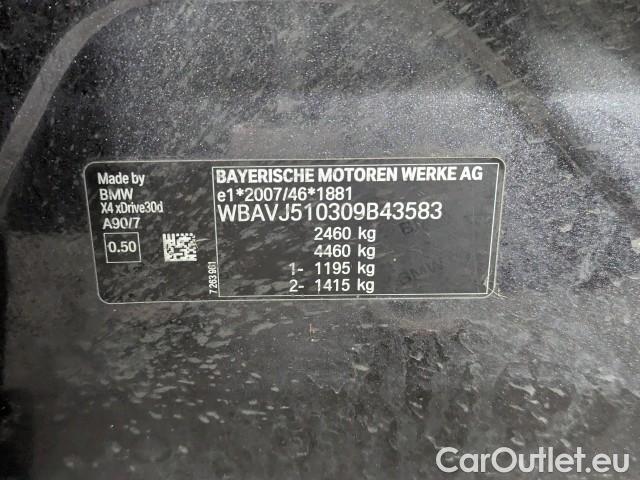 Made by
BMW
X4 xDrive30d
A90/7
0.50
7 263 901
BAYERISCHE MOTOREN WERKE AG
e1*2007/46*1881
WBAVJ510309B43583
2460 kg
4460 kg
1- 1195 kg
2- 1415 kg
CarOutlet.eu